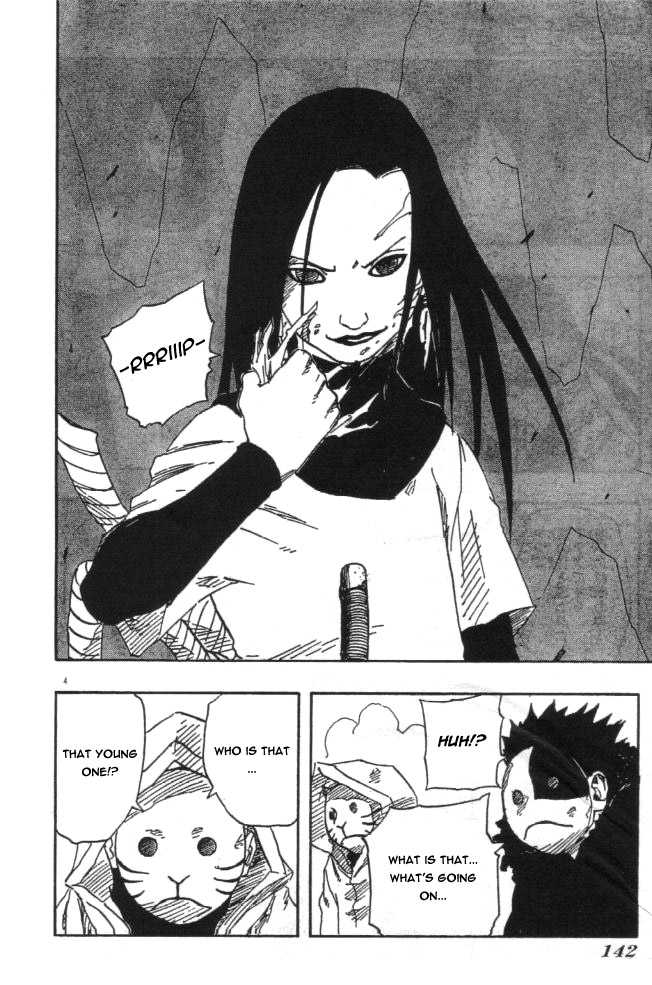 -RRRIIIP-
4
HUH!?
WHAT IS THAT...
WHAT'S GOING
ON...
WHO IS THAT
...
THAT YOUNG
ONE!?
142